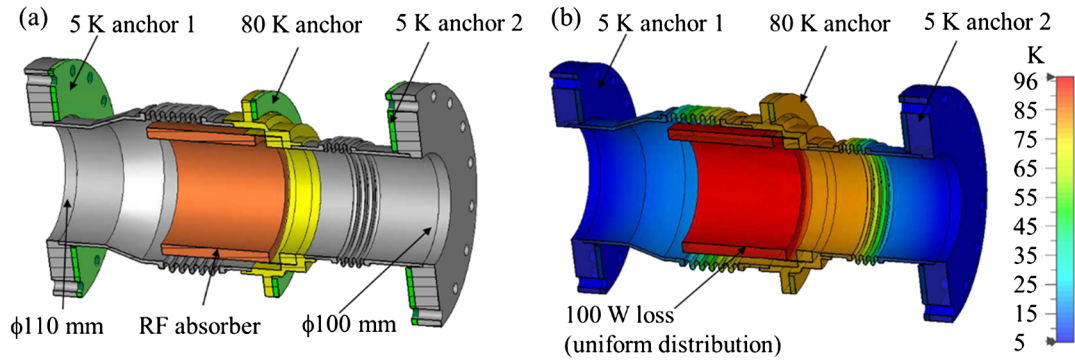 (a)
5 K anchor 1
80 K anchor
5 K anchor 2
ϕ110 mm
RF absorber
ϕ100 mm
(b)
5 K anchor 1
80 K anchor
5 K anchor 2
100 W loss
(uniform distribution)
K
96
85
75
65
55
45
35
25
15
5